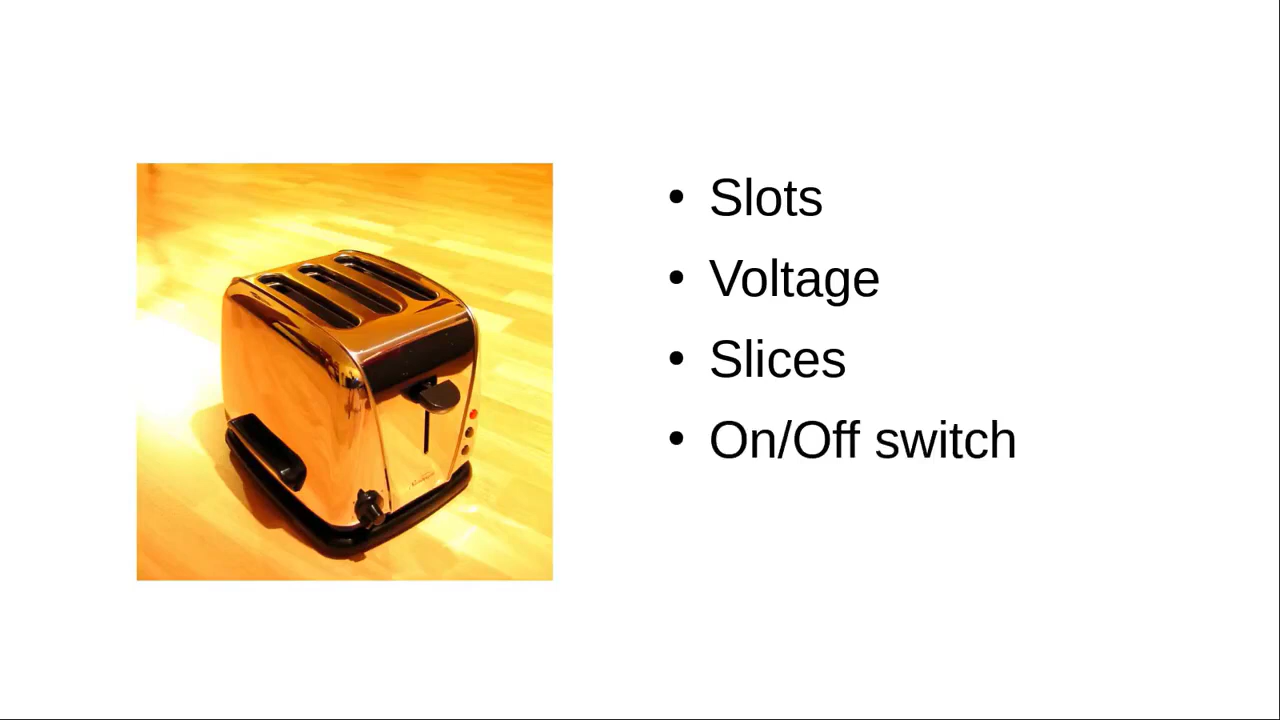 • Slots
• Voltage
• Slices
• On/Off switch